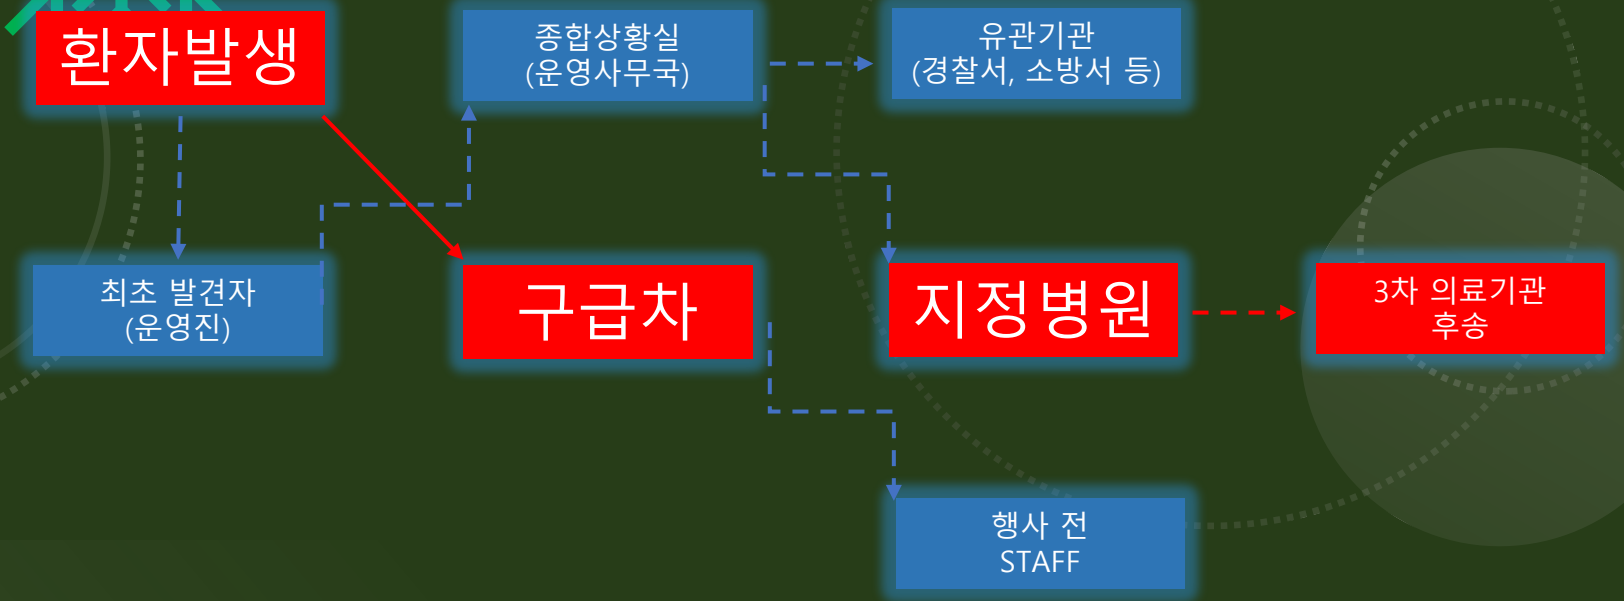 환자발생
종합상황실
(운영사무국)
유관기관
(경찰서, 소방서 등)
최초 발견자
(운영진)
구급차
지정병원
3차 의료기관
후송
행사 전
STAFF